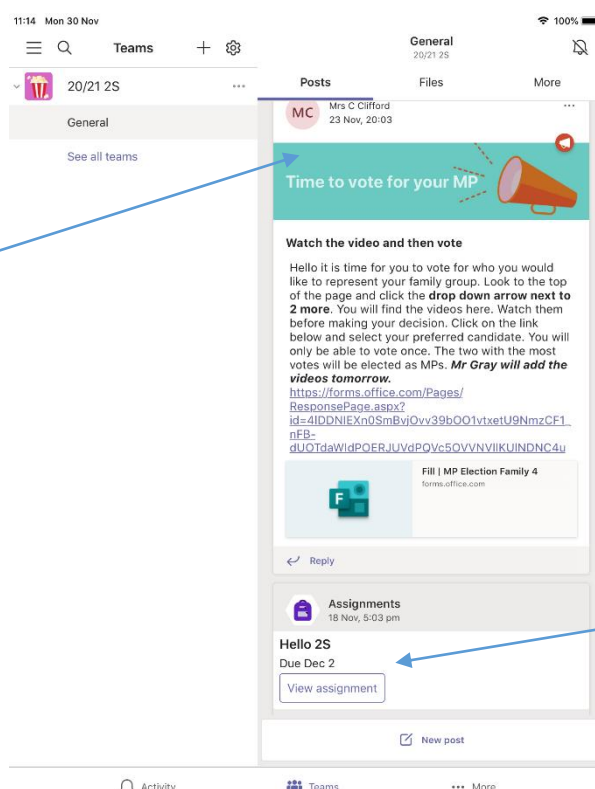 11:14 Mon 30 Nov
100%
Teams
General
20/21 2S
20/21 2S
General
See all teams
Posts
Files
More
MC
Mrs C Clifford
23 Nov, 20:03
Time to vote for your MP
Watch the video and then vote
Hello it is time for you to vote for who you would
like to represent your family group. Look to the top
of the page and click the drop down arrow next to
2 more. You will find the videos here. Watch them
before making your decision. Click on the link
below and select your preferred candidate. You will
only be able to vote once. The two with the most
votes will be elected as MPs. Mr Gray will add the
videos tomorrow.
https://forms.office.com/Pages/
ResponsePage.aspx?
id=4IDDNIEXn0SmBvjOvv39bOO1vtxetU9NmzCF1_
nFB-
dUOTdaWldPOERJUVdPQVc5OVVNVllKUlNDNC4u
F
Fill | MP Election Family 4
forms.office.com
Reply
Assignments
18 Nov, 5:03 pm
Hello 2S
Due Dec 2
View assignment
New post
Activity
Teams
More